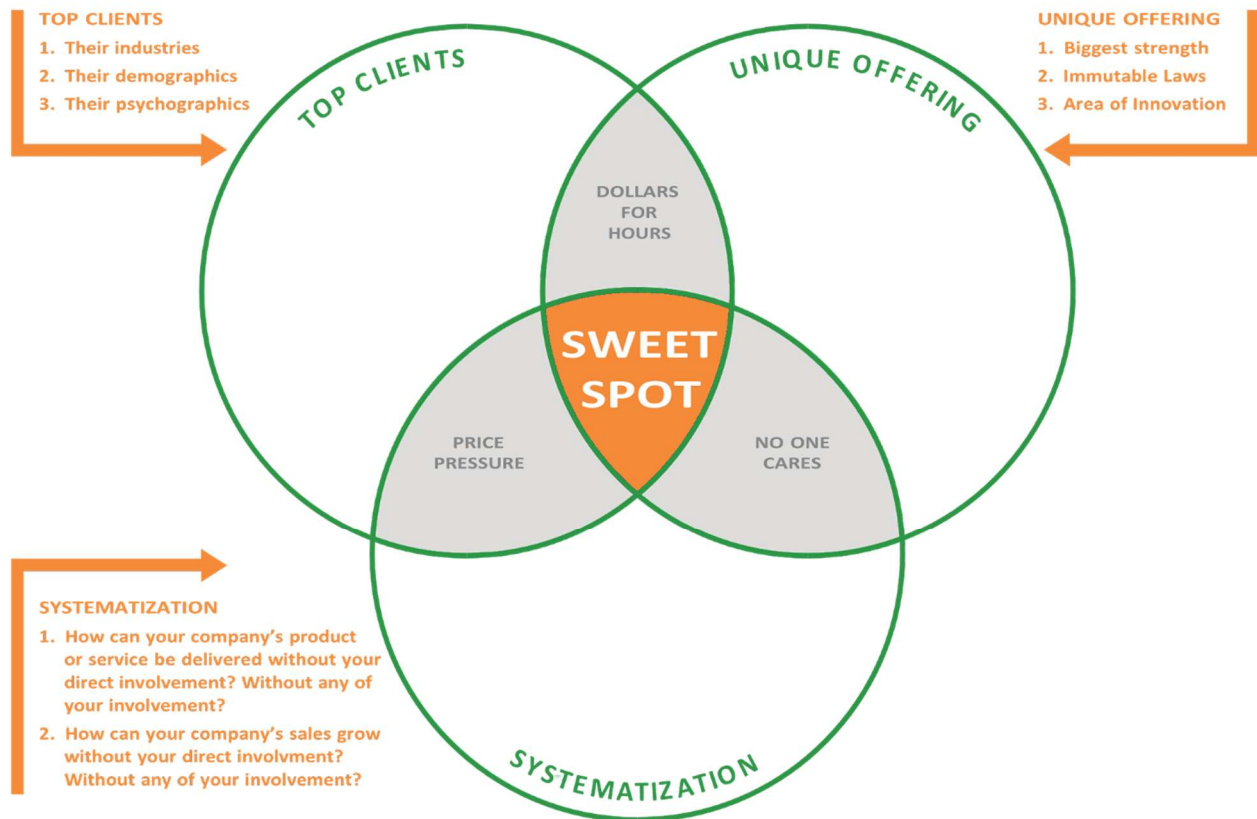 TOP CLIENTS
1. Their industries
2. Their demographics
3. Their psychographics
UNIQUE OFFERING
1. Biggest strength
2. Immutable Laws
3. Area of Innovation
TOP CLIENTS
UNIQUE OFFERING
DOLLARS
FOR
HOURS
SWEET
SPOT
PRICE
PRESSURE
NO ONE
CARES
SYSTEMATIZATION
1. How can your company’s product
or service be delivered without your
direct involvement? Without any of
your involvement?
2. How can your company’s sales grow
without your direct involvment?
Without any of your involvement?
SYSTEMATIZATION